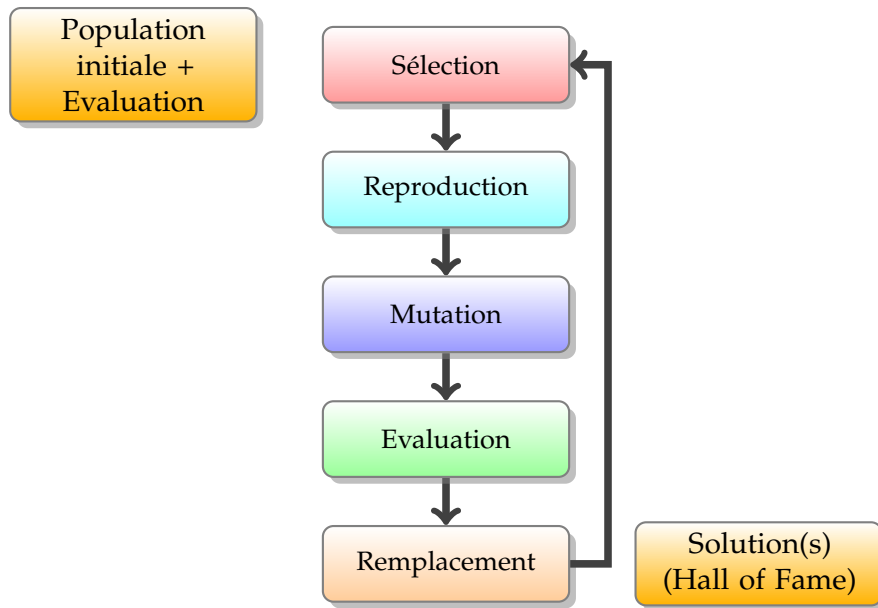 Population
initiale +
Evaluation
Sélection
Reproduction
Mutation
Evaluation
Remplacement
Solution(s)
(Hall of Fame)